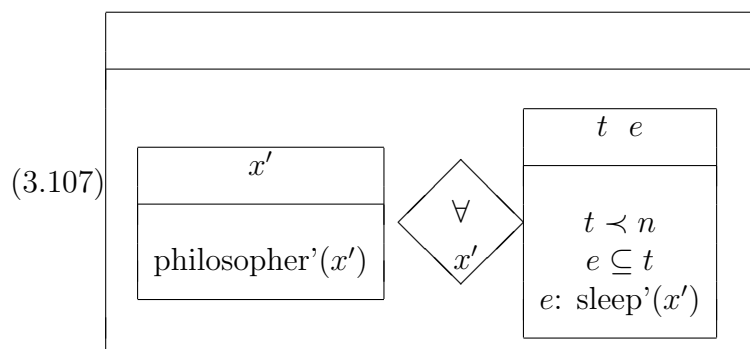 t e
x′
(3.107)
∀
t ≺ n
philosopher’(x′)
x′
e ⊆ t
e: sleep’(x′)